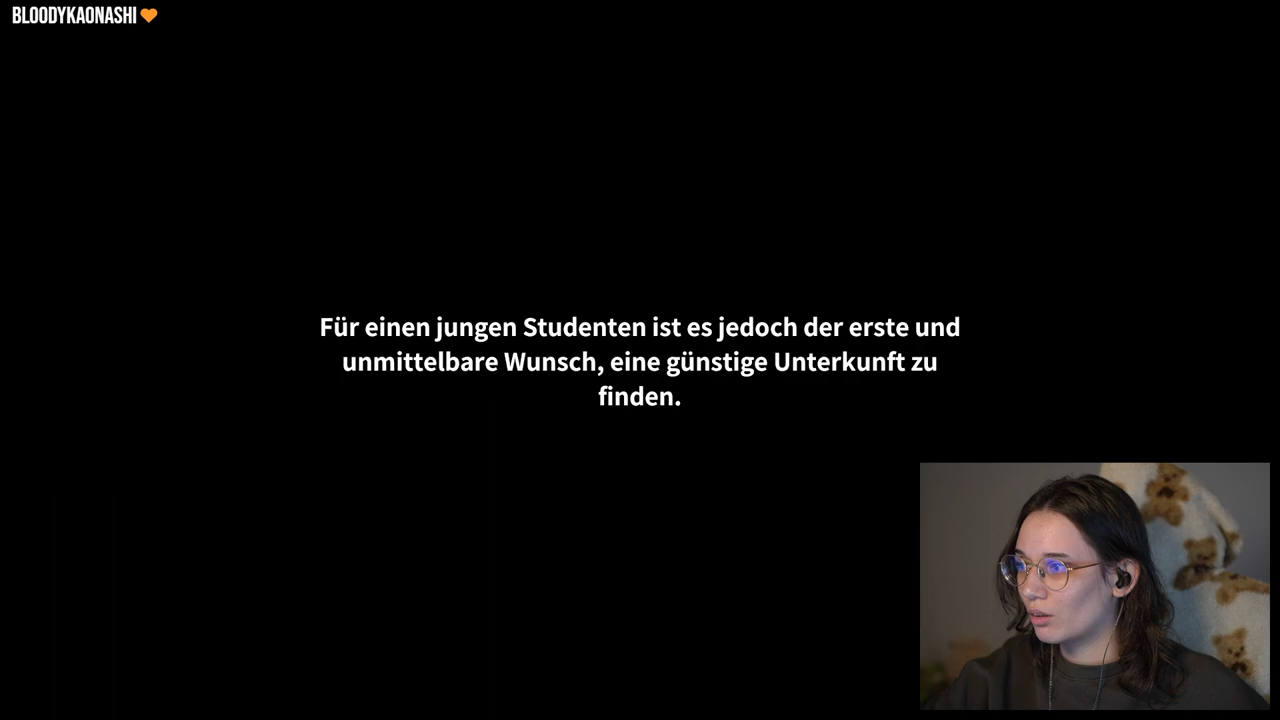 BLOODYKAONASHI🧡
Für einen jungen Studenten ist es jedoch der erste und
unmittelbare Wunsch, eine günstige Unterkunft zu
finden.